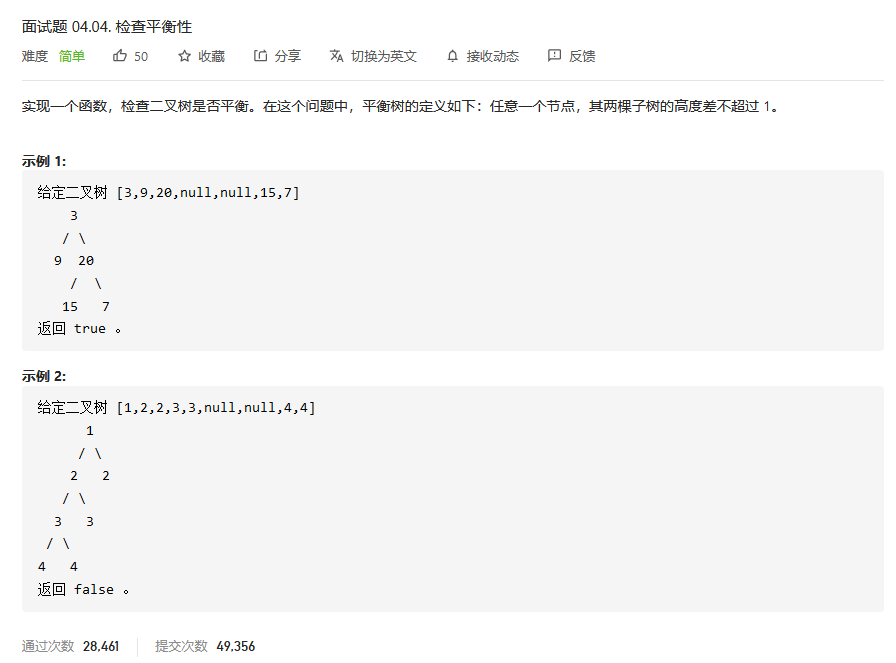 面试题 04.04. 检查平衡性
难度 简单 50 收藏 分享 切换为英文 接收动态 反馈
实现一个函数，检查二叉树是否平衡。在这个问题中，平衡树的定义如下：任意一个节点，其两棵子树的高度差不超过 1。
示例 1:
给定二叉树 [3,9,20,null,null,15,7]
3
/ \
9 20
/ \
15 7
返回 true 。
示例 2:
给定二叉树 [1,2,2,3,3,null,null,4,4]
1
/ \
2 2
/ \
3 3
/ \
4 4
返回 false 。
通过次数 28,461 提交次数 49,356